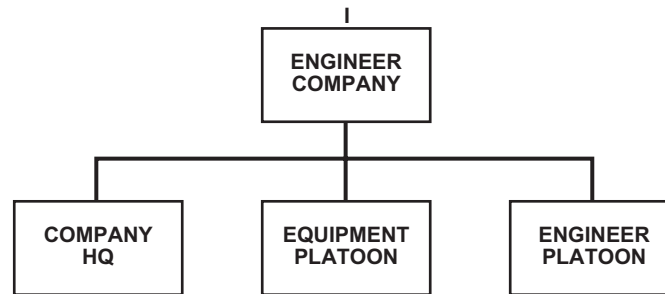 I
ENGINEER
COMPANY
COMPANY
HQ
EQUIPMENT
PLATOON
ENGINEER
PLATOON